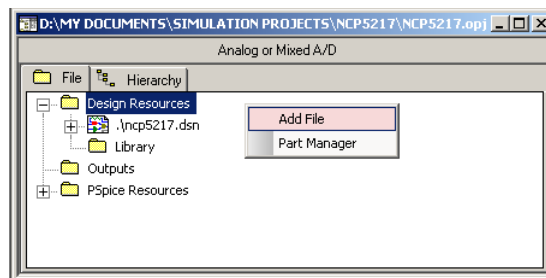 D:\MY DOCUMENTS\SIMULATION PROJECTS\NCP5217\NCP5217.opj
Analog or Mixed A/D
File Hierarchy
Design Resources
.\ncp5217.dsn
Library
Outputs
PSpice Resources
Add File
Part Manager